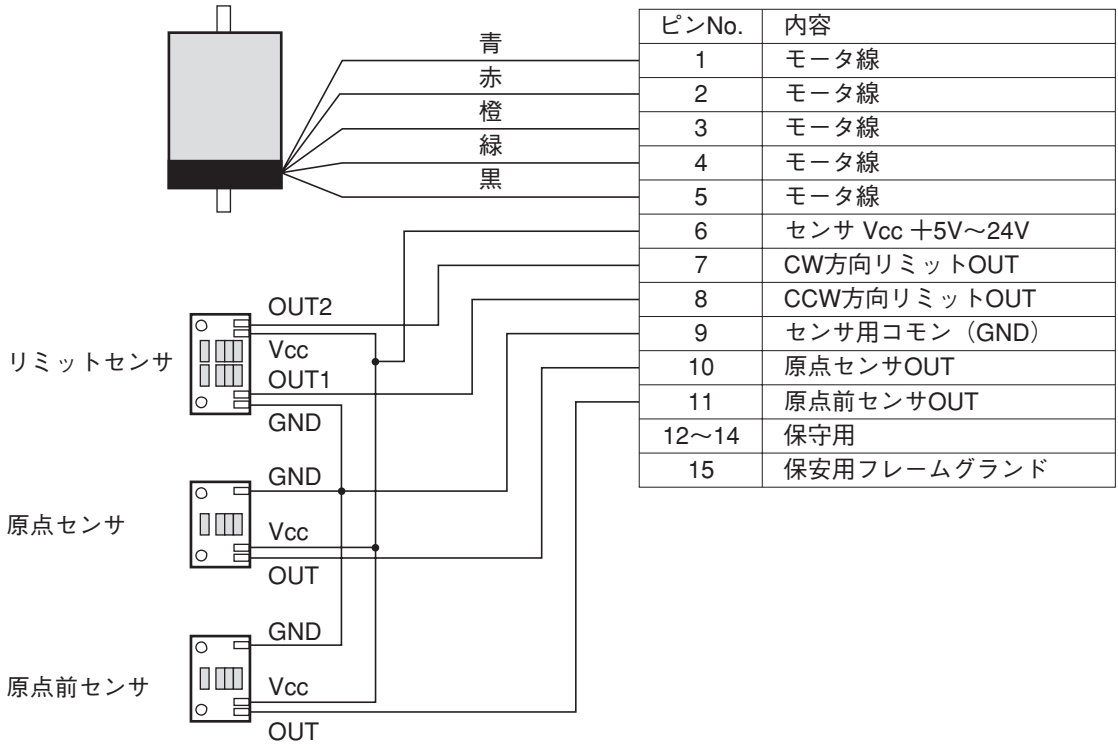 青
赤
橙
緑
黒
ピンNo. 内容
1 モータ線
2 モータ線
3 モータ線
4 モータ線
5 モータ線
6 センサ Vcc +5V～24V
7 CW方向リミットOUT
8 CCW方向リミットOUT
9 センサ用コモン（GND）
10 原点センサOUT
11 原点前センサOUT
12～14 保守用
15 保安用フレームグランド
リミットセンサ
OUT2
Vcc
OUT1
GND
原点センサ
GND
Vcc
OUT
原点前センサ
GND
Vcc
OUT